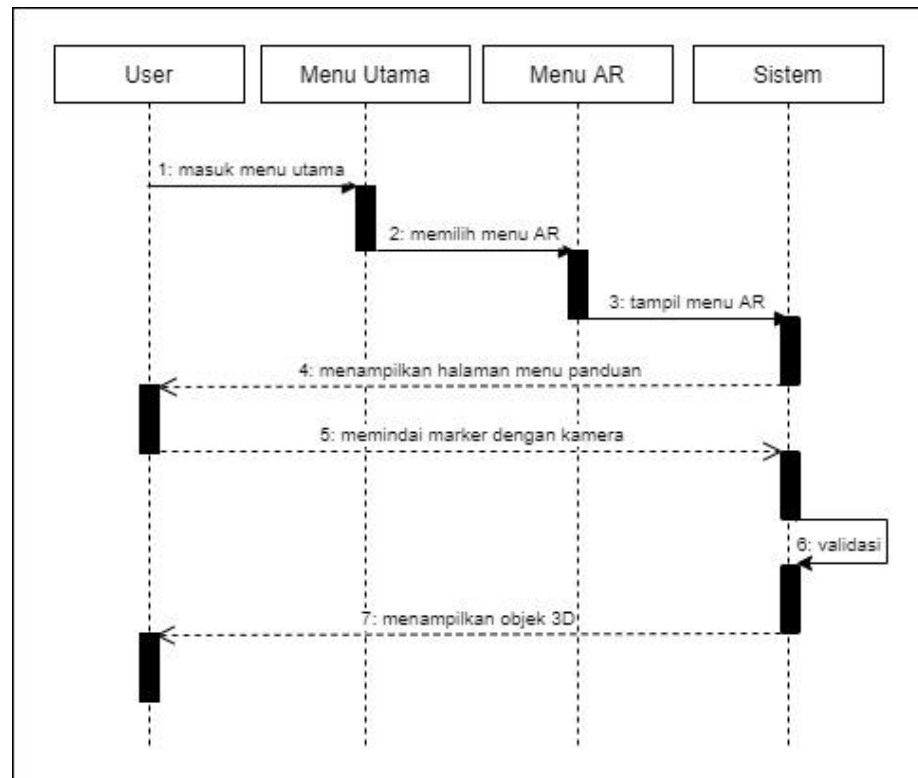 User
Menu Utama
Menu AR
Sistem
1: masuk menu utama
2: memilih menu AR
3: tampil menu AR
4: menampilkan halaman menu panduan
5: memindai marker dengan kamera
6: validasi
7: menampilkan objek 3D